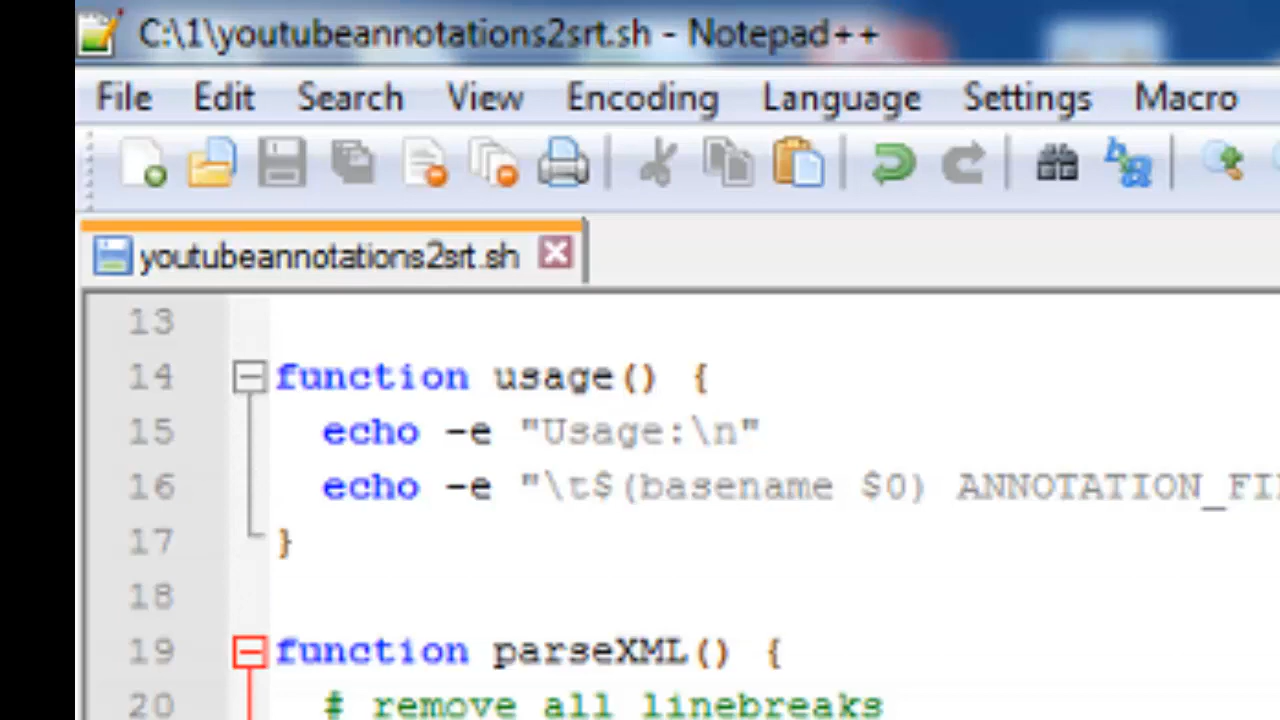 C:\1\youtubeannotations2srt.sh - Notepad++
File Edit Search View Encoding Language Settings Macro
youtubeannotations2srt.sh
13
14 function usage() {
15 echo -e "Usage:\n"
16 echo -e "\t$(basename $0) ANNOTATION_FI
17 }
18
19 function parseXML() {
20 # remove all linebreaks